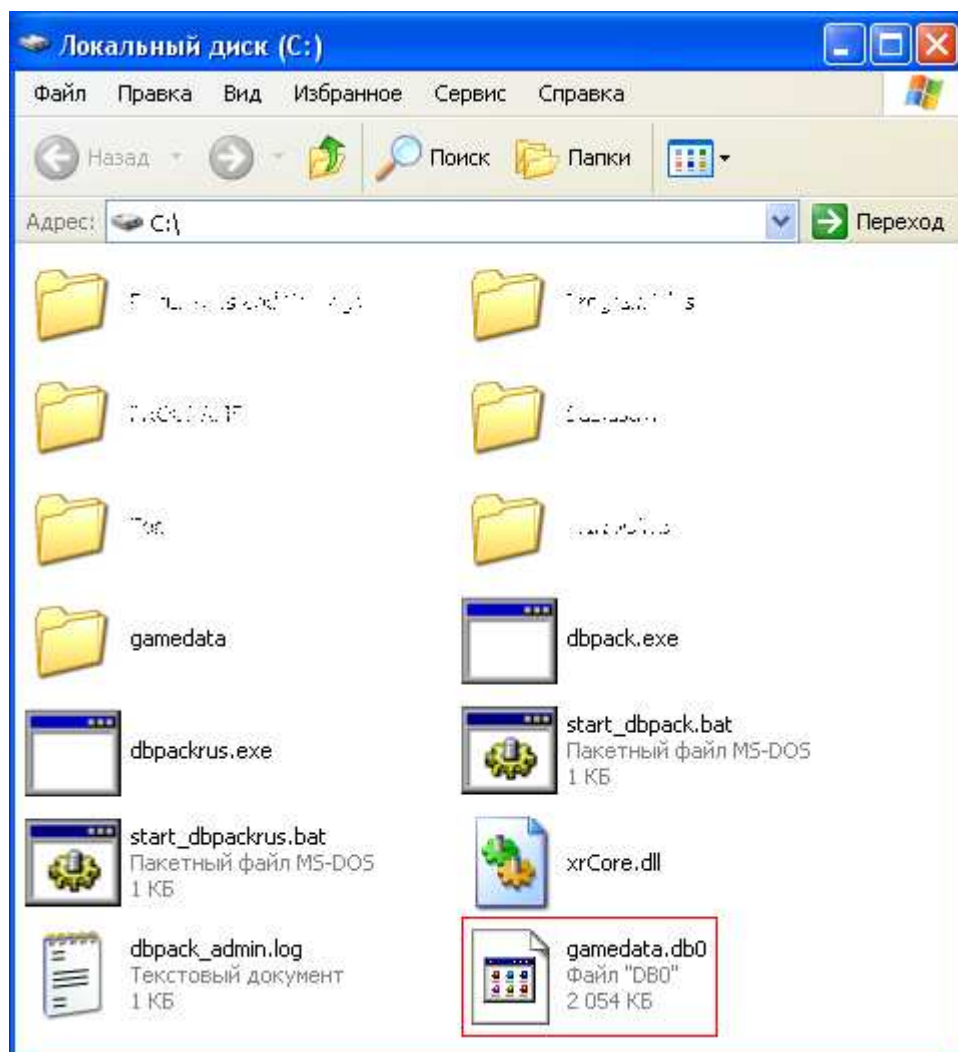 Локальный диск (C:)
Файл Правка Вид Избранное Сервис Справка
Назад Поиск Папки
Адрес: C:\ Переход
gamedata
dbpack.exe
dbpackrus.exe
start_dbpack.bat
Пакетный файл MS-DOS
1 КБ
start_dbpackrus.bat
Пакетный файл MS-DOS
1 КБ
xrCore.dll
dbpack_admin.log
Текстовый документ
1 КБ
gamedata.db0
Файл "DB0"
2 054 КБ